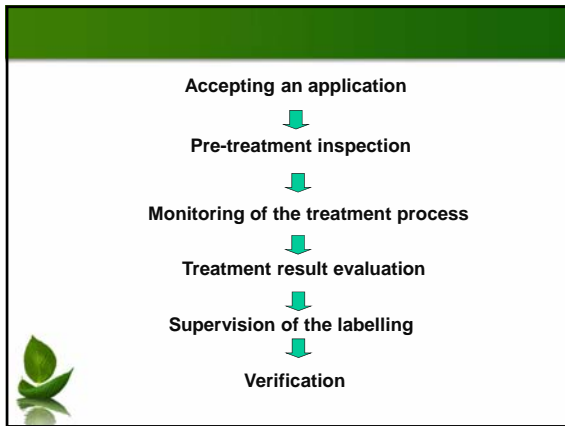 Accepting an application
Pre-treatment inspection
Monitoring of the treatment process
Treatment result evaluation
Supervision of the labelling
Verification